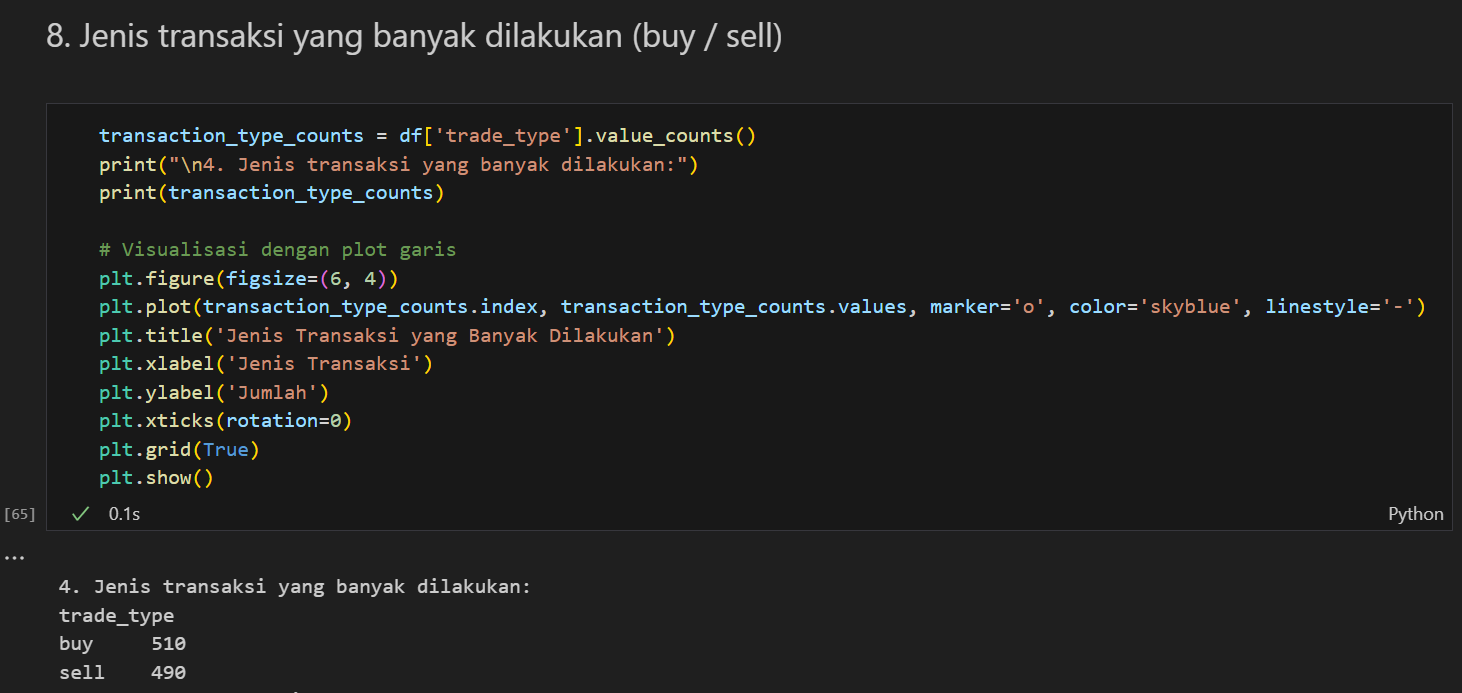 8. Jenis transaksi yang banyak dilakukan (buy / sell)
transaction_type_counts = df['trade_type'].value_counts()
print("\n4. Jenis transaksi yang banyak dilakukan:")
print(transaction_type_counts)
# Visualisasi dengan plot garis
plt.figure(figsize=(6, 4))
plt.plot(transaction_type_counts.index, transaction_type_counts.values, marker='o', color='skyblue', linestyle='-')
plt.title('Jenis Transaksi yang Banyak Dilakukan')
plt.xlabel('Jenis Transaksi')
plt.ylabel('Jumlah')
plt.xticks(rotation=0)
plt.grid(True)
plt.show()
[65] ✓ 0.1s Python
...
4. Jenis transaksi yang banyak dilakukan:
trade_type
buy 510
sell 490